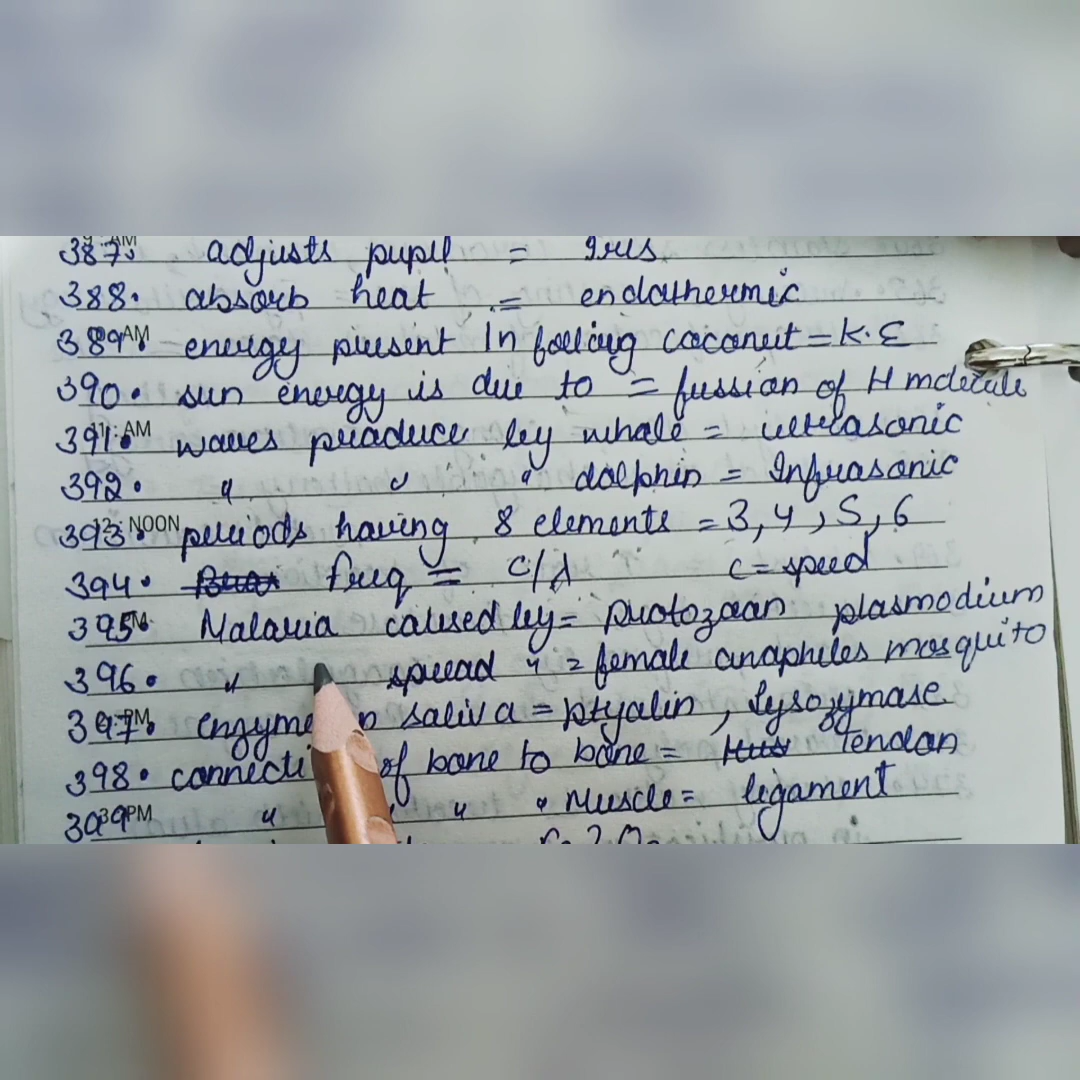 387. adjusts pupil = Iris
388. absorb heat = endothermic
389. energy present In falling coconut = K.E
390. sun energy is due to = fussion of H molecule
391. waves produce by whale = ultrasonic
392. " " " dolphin = Infrasonic
393. periods having 8 elements = 3, 4, 5, 6
394. freq = c/λ c = speed
395. Malaria caused by = protozoan plasmodium
396. " spread " = female anopheles mosquito
397. enzyme saliva = ptyalin, lysozymase
398. connecti of bone to bone = Tendon
399. " " " " Muscle = ligament